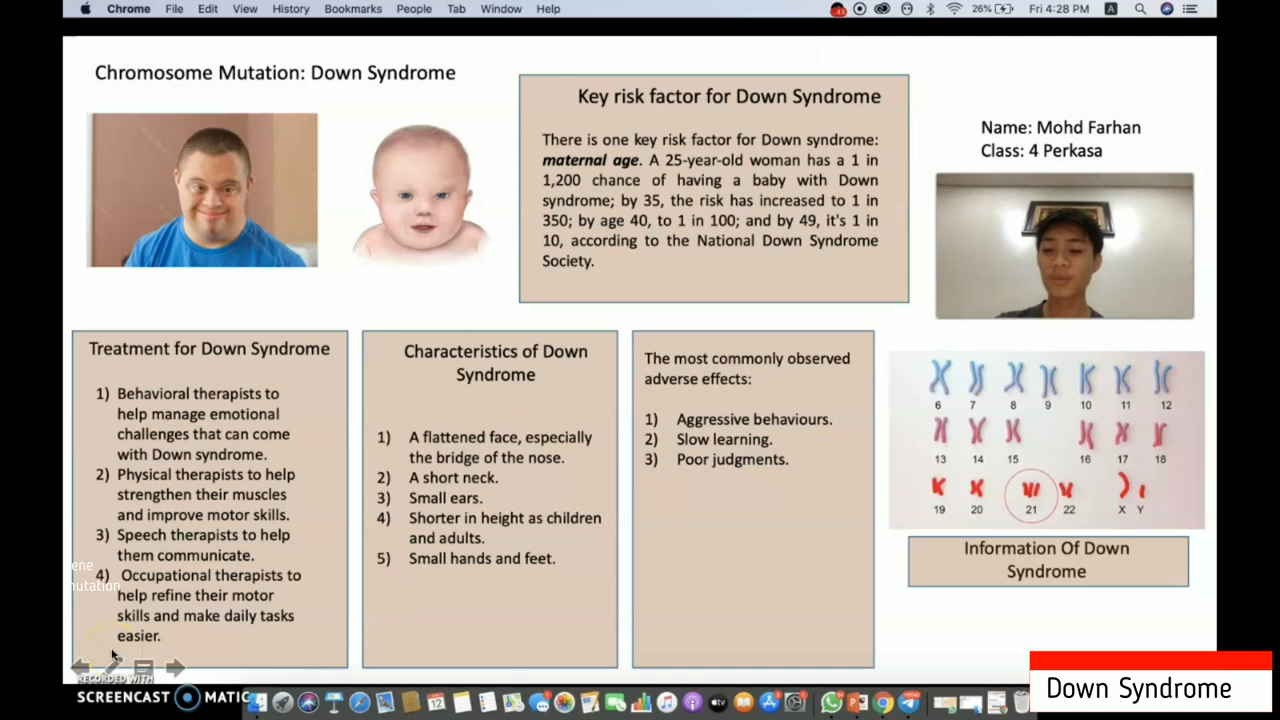 Chrome File Edit View History Bookmarks People Tab Window Help
43 26% Fri 4:28 PM A
Chromosome Mutation: Down Syndrome
Key risk factor for Down Syndrome
There is one key risk factor for Down syndrome:
maternal age. A 25-year-old woman has a 1 in
1,200 chance of having a baby with Down
syndrome; by 35, the risk has increased to 1 in
350; by age 40, to 1 in 100; and by 49, it's 1 in
10, according to the National Down Syndrome
Society.
Name: Mohd Farhan
Class: 4 Perkasa
Treatment for Down Syndrome
1) Behavioral therapists to
help manage emotional
challenges that can come
with Down syndrome.
2) Physical therapists to help
strengthen their muscles
and improve motor skills.
3) Speech therapists to help
them communicate.
4) Occupational therapists to
help refine their motor
skills and make daily tasks
easier.
ene
mutation
Characteristics of Down
Syndrome
1) A flattened face, especially
the bridge of the nose.
2) A short neck.
3) Small ears.
4) Shorter in height as children
and adults.
5) Small hands and feet.
The most commonly observed
adverse effects:
1) Aggressive behaviours.
2) Slow learning.
3) Poor judgments.
6 7 8 9 10 11 12
13 14 15 16 17 18
19 20 21 22 X Y
Information Of Down
Syndrome
RECORDED WITH
SCREENCAST MATIC
12
tv
Down Syndrome